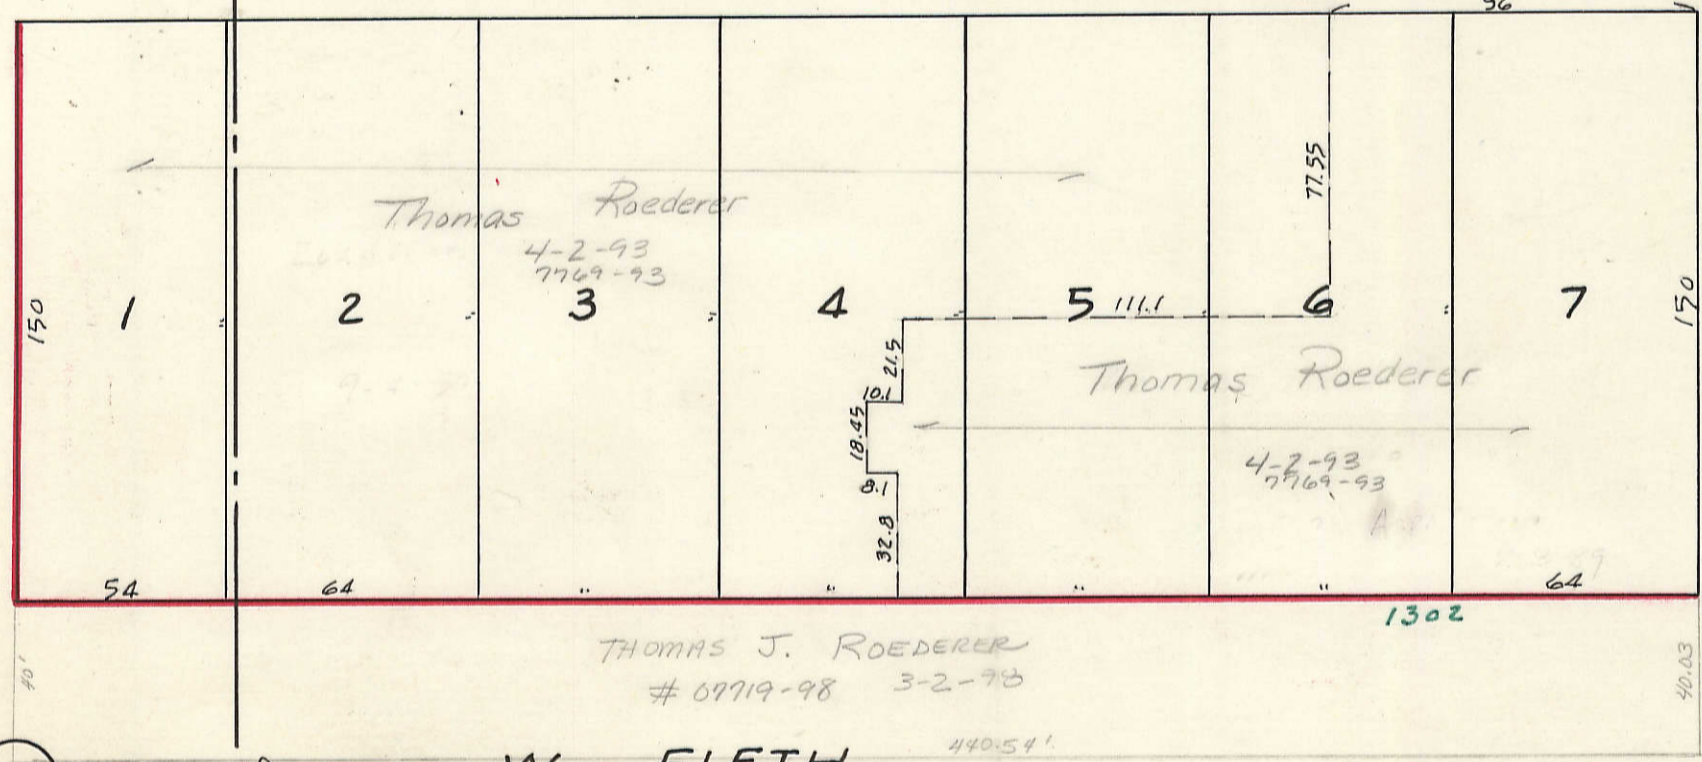 96
77.55
Thomas Roederer
4-2-93
7769-93
150 1 2 3 4 5 111.1 6 7 150
21.5
10.1
18.45
8.1
32.8
Thomas Roederer
4-2-93
7769-93
54 64 " " " " 64
1302
THOMAS J. ROEDERER
# 07719-98 3-2-98
40' 40.03
440.54'
W. FIFTH